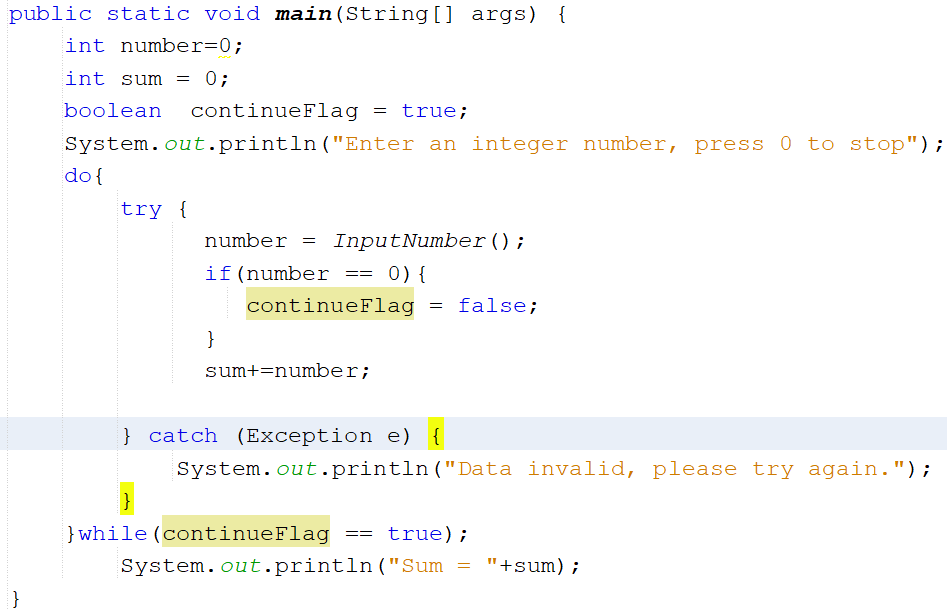 public static void main(String[] args) {
int number=0;
int sum = 0;
boolean  continueFlag = true;
System.out.println("Enter an integer number, press 0 to stop");
do{
try {
number = InputNumber();
if(number == 0){
continueFlag = false;
}
sum+=number;
} catch (Exception e) {
System.out.println("Data invalid, please try again.");
}
}while(continueFlag == true);
System.out.println("Sum = "+sum);
}